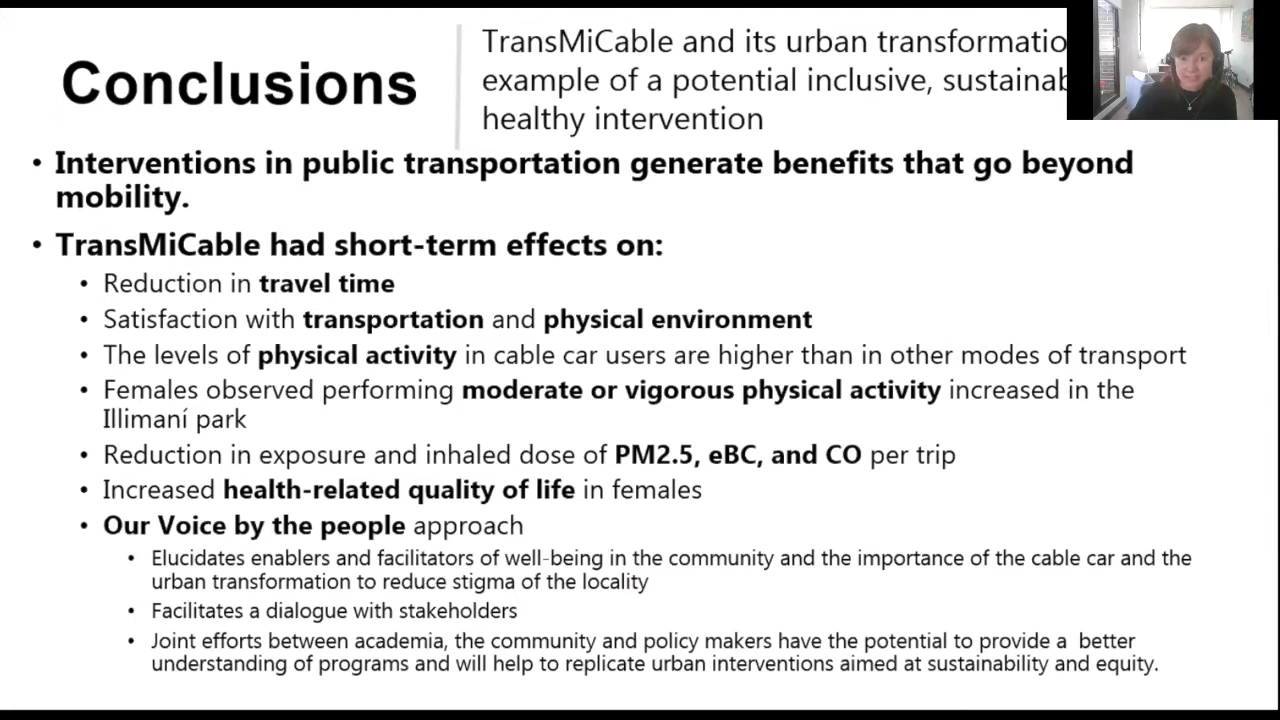 Conclusions
TransMiCable and its urban transformatio
example of a potential inclusive, sustainab
healthy intervention
• Interventions in public transportation generate benefits that go beyond
mobility.
• TransMiCable had short-term effects on:
• Reduction in travel time
• Satisfaction with transportation and physical environment
• The levels of physical activity in cable car users are higher than in other modes of transport
• Females observed performing moderate or vigorous physical activity increased in the
Illimaní park
• Reduction in exposure and inhaled dose of PM2.5, eBC, and CO per trip
• Increased health-related quality of life in females
• Our Voice by the people approach
• Elucidates enablers and facilitators of well-being in the community and the importance of the cable car and the
urban transformation to reduce stigma of the locality
• Facilitates a dialogue with stakeholders
• Joint efforts between academia, the community and policy makers have the potential to provide a better
understanding of programs and will help to replicate urban interventions aimed at sustainability and equity.